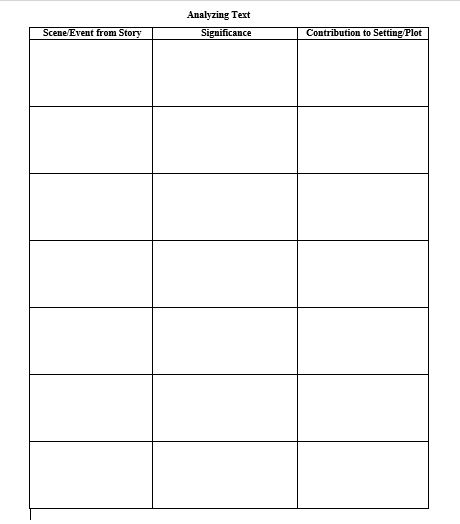 Analyzing Text
Scene/Event from Story Significance Contribution to Setting/Plot